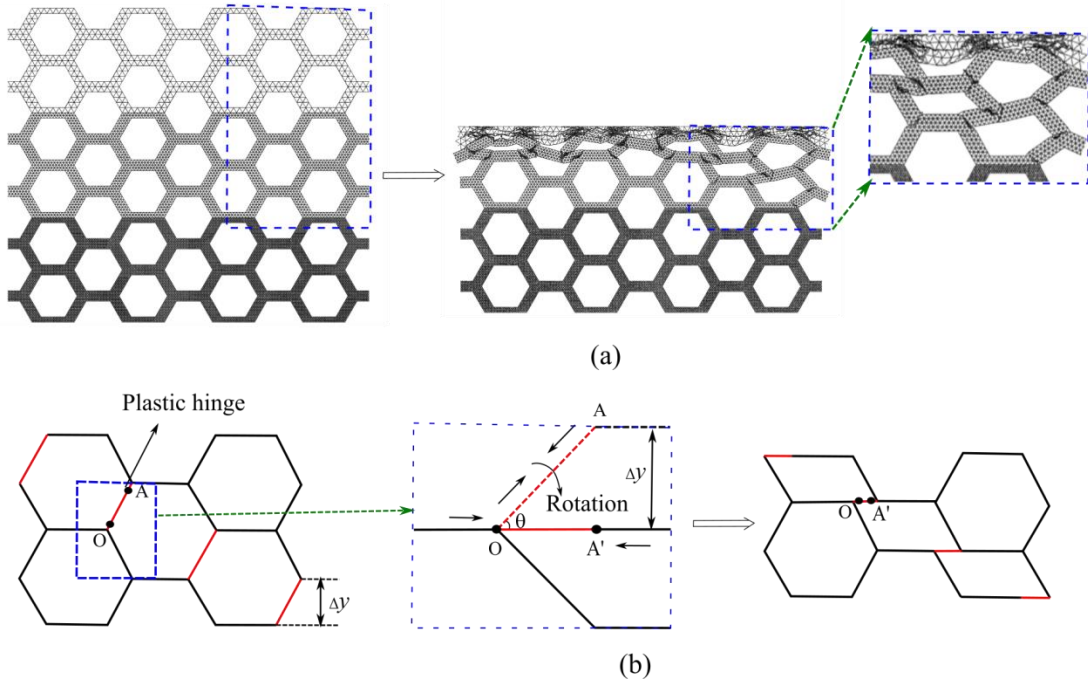 (a)
Plastic hinge
A
O
Δy
A
Δy
Rotation
θ
O
A'
O
A'
(b)